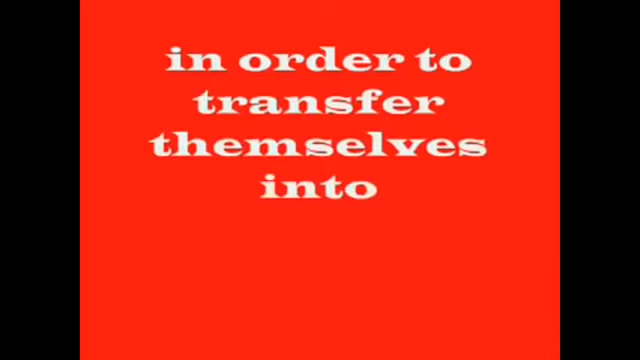 in order to
transfer
themselves
into